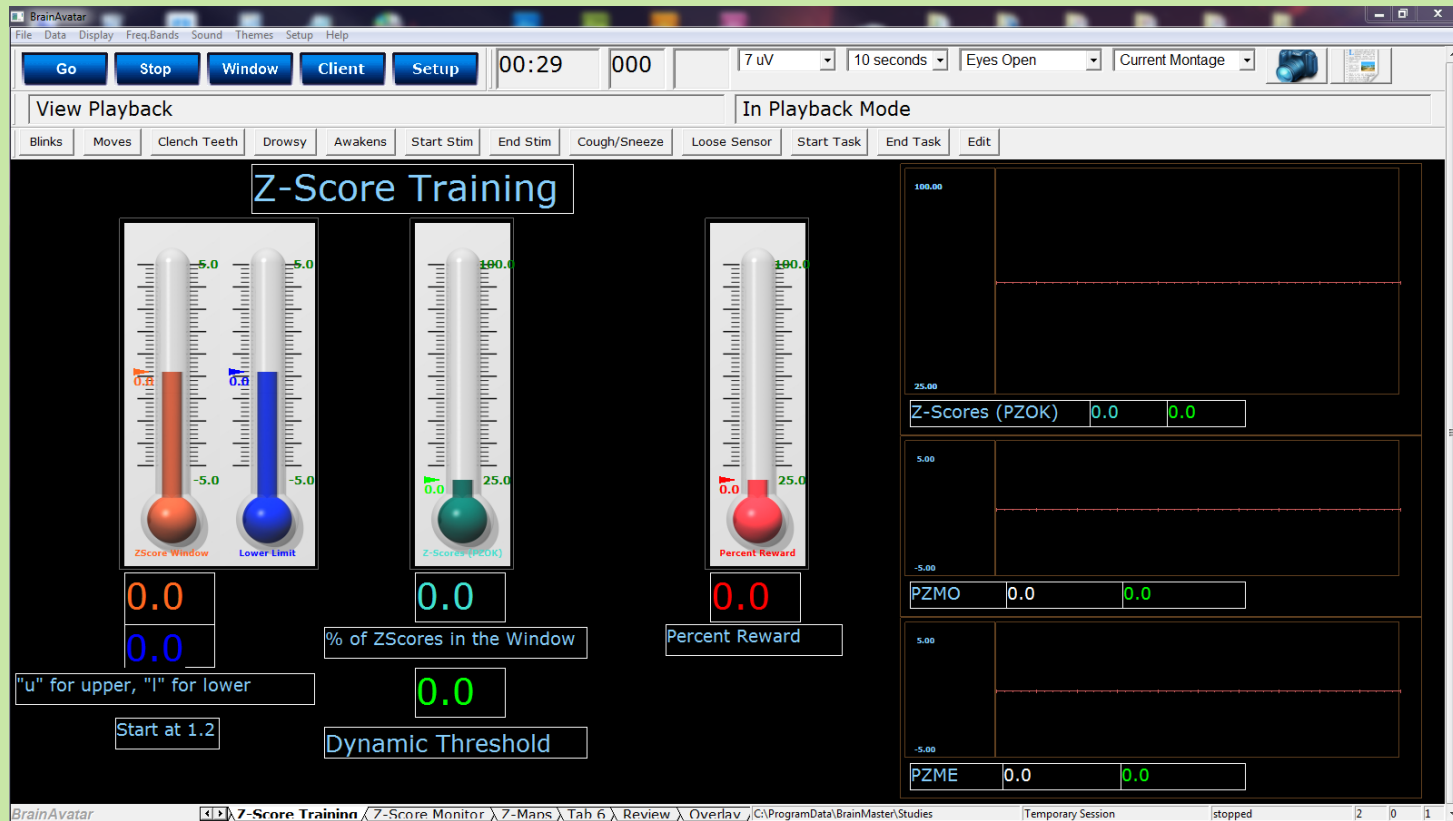 BrainAvatar
File Data Display Freq.Bands Sound Themes Setup Help
Go Stop Window Client Setup 00:29 000 7 uV 10 seconds Eyes Open Current Montage
View Playback In Playback Mode
Blinks Moves Clench Teeth Drowsy Awakens Start Stim End Stim Cough/Sneeze Loose Sensor Start Task End Task Edit
Z-Score Training
5.0 5.0 100.0 100.0
0.0 0.0
-5.0 -5.0 0.0 25.0 0.0 25.0
ZScore Window Lower Limit Z-Scores (PZOK) Percent Reward
0.0 0.0 0.0
0.0
% of ZScores in the Window
Percent Reward
"u" for upper, "l" for lower
0.0
Start at 1.2
Dynamic Threshold
100.00
25.00
Z-Scores (PZOK) 0.0 0.0
5.00
-5.00
PZMO 0.0 0.0
5.00
-5.00
PZME 0.0 0.0
BrainAvatar Z-Score Training Z-Score Monitor Z-Maps Tab 6 Review Overlay C:\ProgramData\BrainMaster\Studies Temporary Session stopped 2 0 1